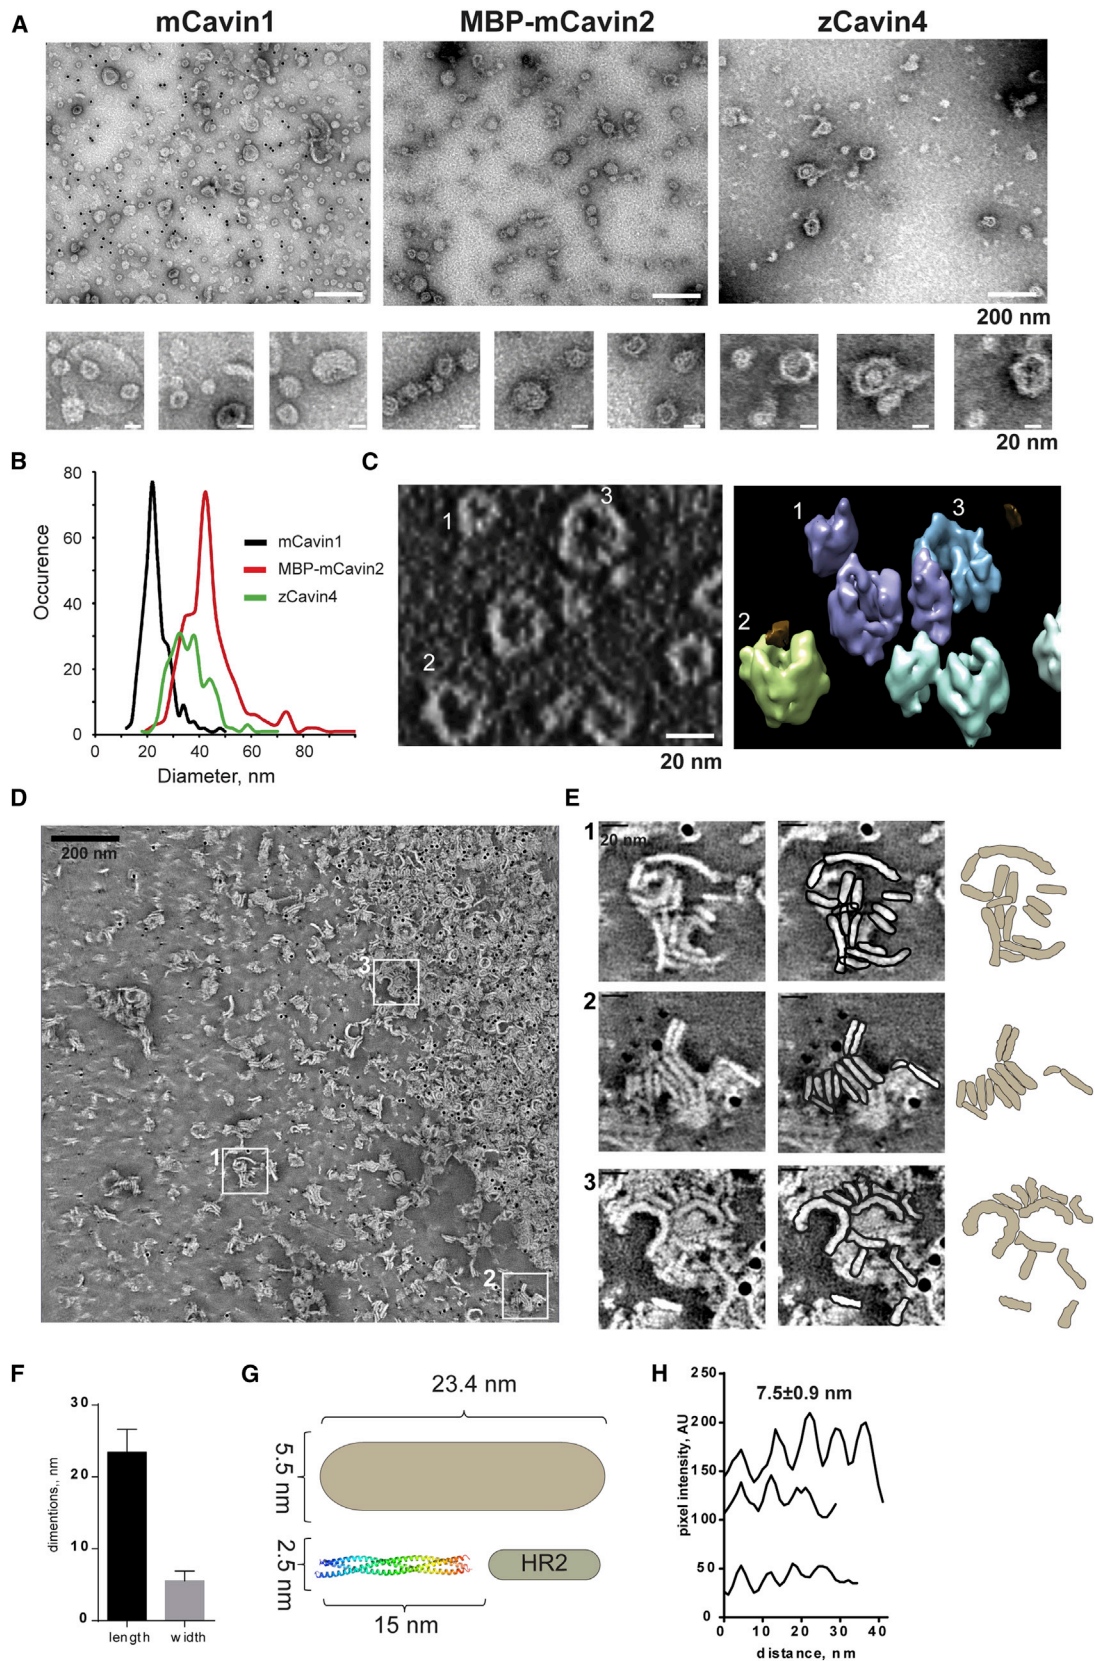 A
mCavin1
MBP-mCavin2
zCavin4
200 nm
20 nm
B
Occurence
80
60
40
20
0
0
20
40
60
80
Diameter, nm
mCavin1
MBP-mCavin2
zCavin4
C
1
2
3
20 nm
1
2
3
D
200 nm
1
2
3
E
1
20 nm
2
3
F
dimentions,, nm
30
20
10
0
length
width
G
23.4 nm
5.5 nm
2.5 nm
HR2
15 nm
H
7.5±0.9 nm
pixel intensity, AU
250
200
150
100
50
0
0
10
20
30
40
distance, nm